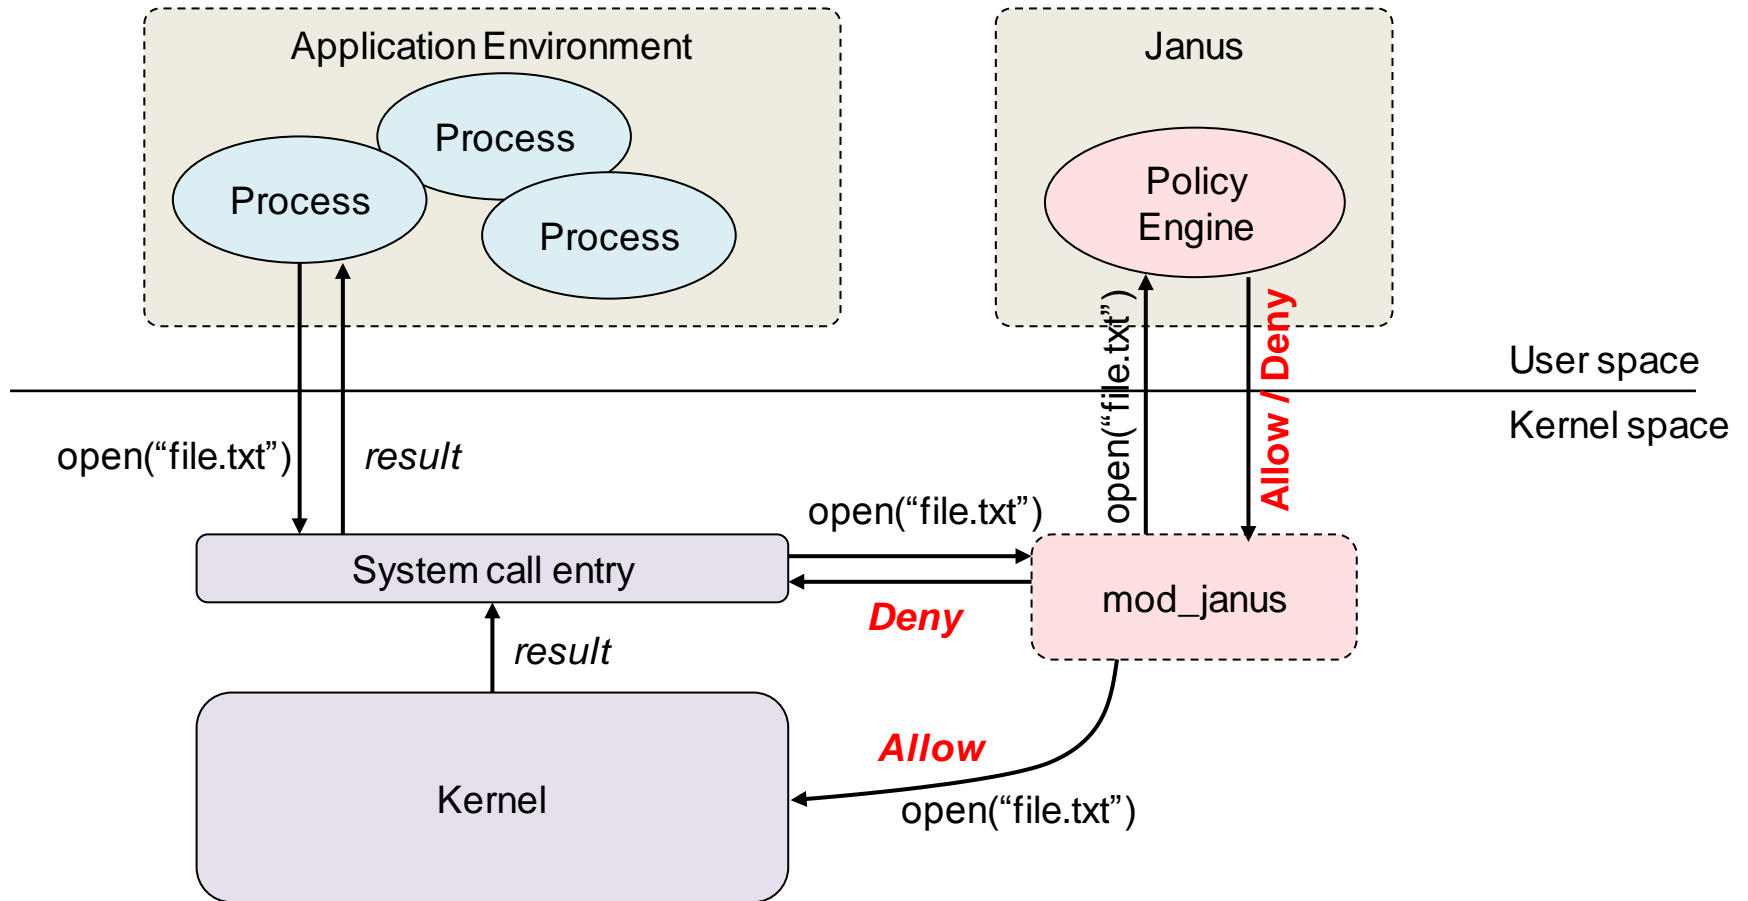 Application Environment
Janus
Process
Process
Process
Policy
Engine
open(“file.txt”)
Allow / Deny
User space
Kernel space
open(“file.txt”)
result
open(“file.txt”)
System call entry
Deny
mod_janus
result
Allow
Kernel
open(“file.txt”)